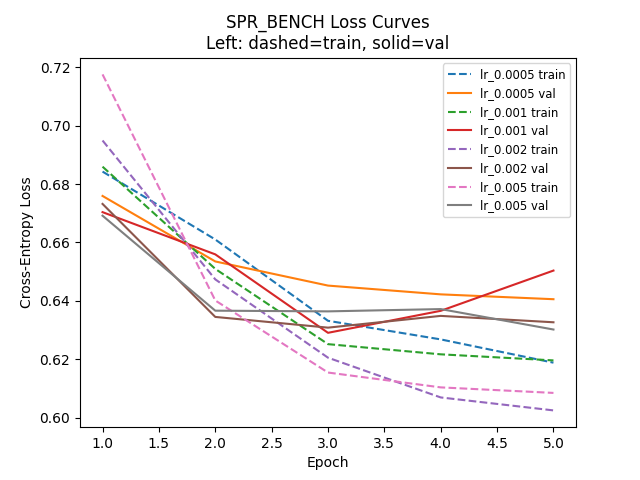 SPR_BENCH Loss Curves
Left: dashed=train, solid=val
Cross-Entropy Loss
0.72
0.70
0.68
0.66
0.64
0.62
0.60
lr_0.0005 train
lr_0.0005 val
lr_0.001 train
lr_0.001 val
lr_0.002 train
lr_0.002 val
lr_0.005 train
lr_0.005 val
1.0 1.5 2.0 2.5 3.0 3.5 4.0 4.5 5.0
Epoch